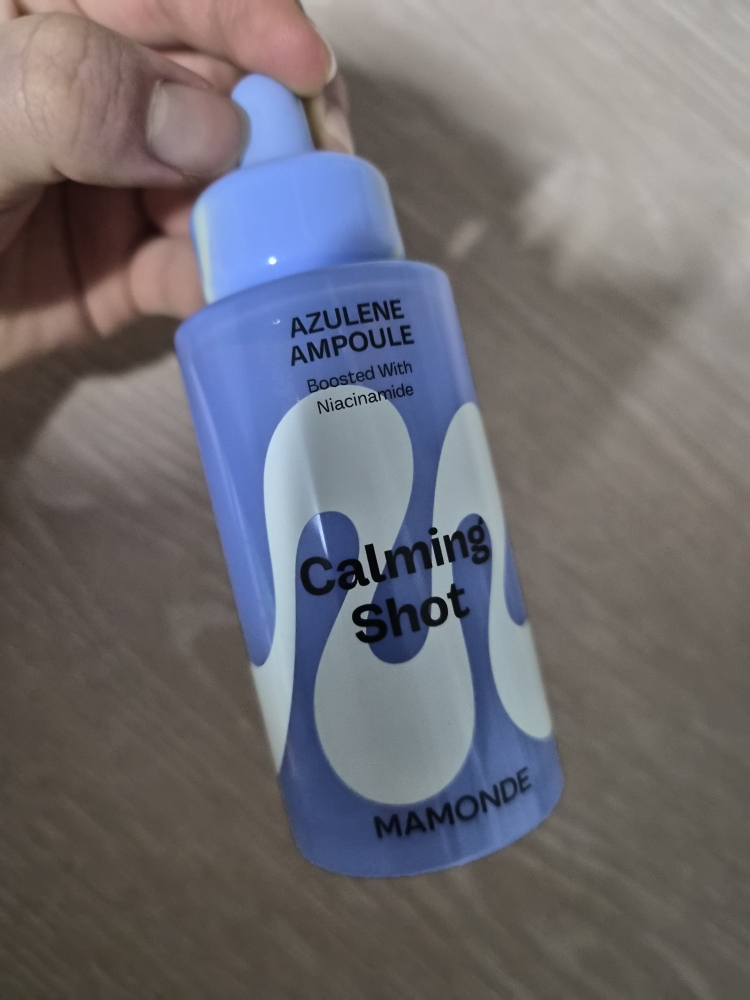 AZULENE
AMPOULE
Boosted With
Niacinamide
Calming
Shot
MAMONDE